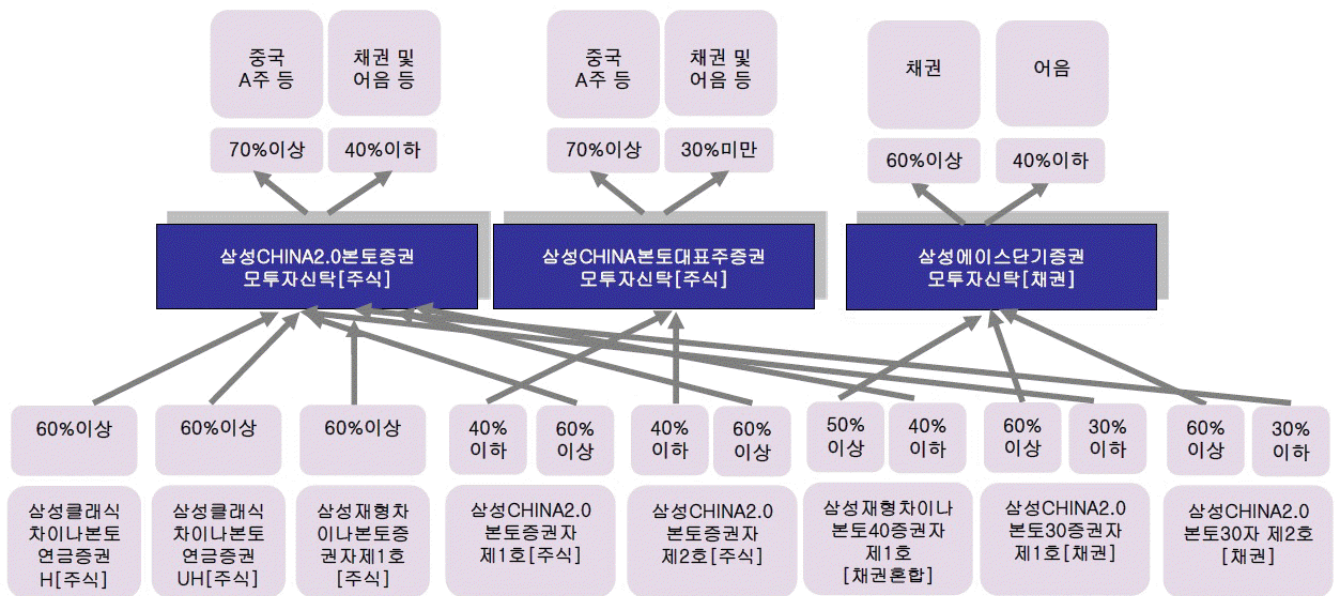 중국
A주 등
채권 및
어음 등
중국
A주 등
채권 및
어음 등
채권
어음
70%이상
40%이하
70%이상
30%미만
60%이상
40%이하
삼성CHINA2.0본토증권
모투자신탁[주식]
삼성CHINA본토대표주증권
모투자신탁[주식]
삼성에이스단기증권
모투자신탁[채권]
60%이상
60%이상
60%이상
40%
이하
60%
이상
40%
이하
60%
이상
50%
이상
40%
이하
60%
이상
30%
이하
60%
이상
30%
이하
삼성클래식
차이나본토
연금증권
H[주식]
삼성클래식
차이나본토
연금증권
UH[주식]
삼성재형차
이나본토증
권자제1호
[주식]
삼성CHINA2.0
본토증권자
제1호[주식]
삼성CHINA2.0
본토증권자
제2호[주식]
삼성재형차이나
본토40증권자
제1호
[채권혼합]
삼성CHINA2.0
본토30증권자
제1호[채권]
삼성CHINA2.0
본토30자 제2호
[채권]